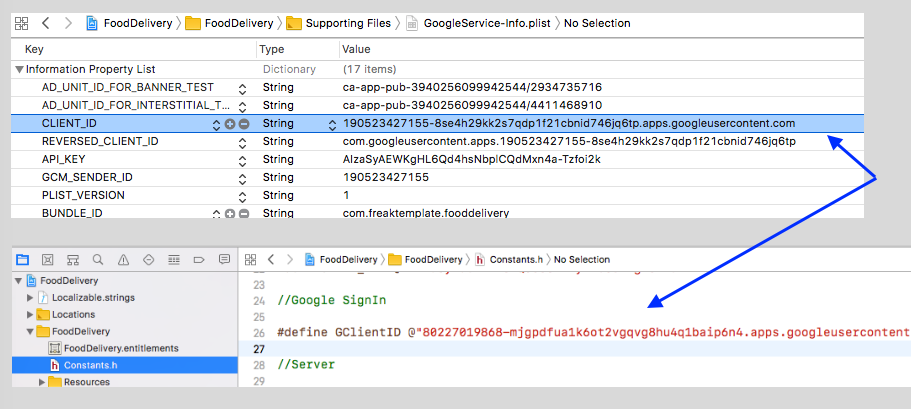 FoodDelivery FoodDelivery Supporting Files GoogleService-Info.plist No Selection
Key Type Value
Information Property List Dictionary (17 items)
AD_UNIT_ID_FOR_BANNER_TEST String ca-app-pub-3940256099942544/2934735716
AD_UNIT_ID_FOR_INTERSTITIAL_T... String ca-app-pub-3940256099942544/4411468910
CLIENT_ID String 190523427155-8se4h29kk2s7qdp1f21cbnid746jq6tp.apps.googleusercontent.com
REVERSED_CLIENT_ID String com.googleusercontent.apps.190523427155-8se4h29kk2s7qdp1f21cbnid746jq6tp
API_KEY String AIzaSyAEWKgHL6Qd4hsNbplCQdMxn4a-Tzfoi2k
GCM_SENDER_ID String 190523427155
PLIST_VERSION String 1
BUNDLE_ID String com.freaktemplate.fooddelivery
FoodDelivery FoodDelivery Constants.h No Selection
FoodDelivery
Localizable.strings
Locations
FoodDelivery
FoodDelivery.entitlements
Constants.h
Resources
23
24 //Google SignIn
25
26 #define GClientID @"80227019868-mjgpdfua1k6ot2vgqvg8hu4q1baip6n4.apps.googleusercontent
27
28 //Server
29